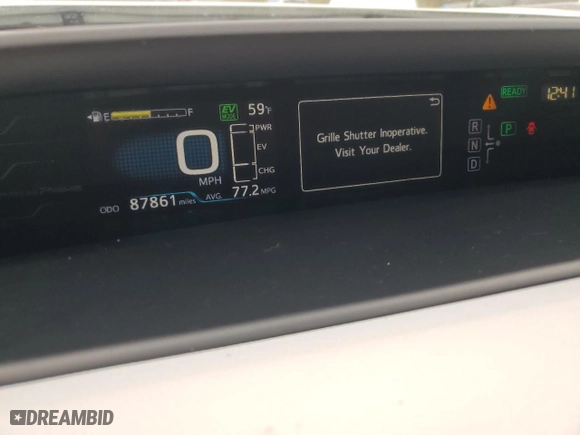 E F
EV
MODE
59°F
READY
12:41
PWR
EV
CHG
0
MPH
Grille Shutter Inoperative.
Visit Your Dealer.
R
N
D
P
ODO 87861 miles
AVG 77.2 MPG
DREAMBID